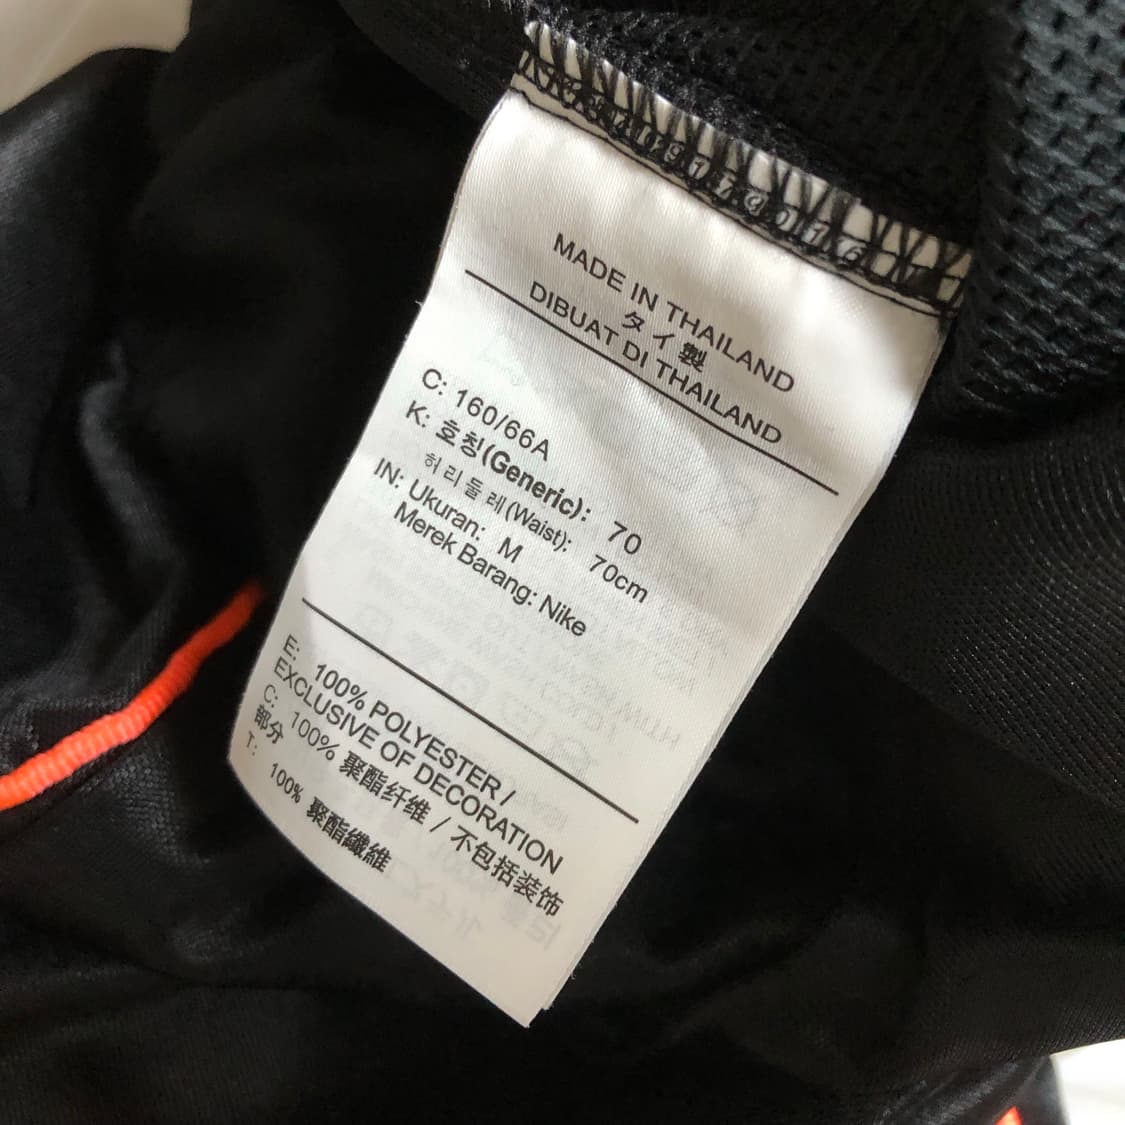 MADE IN THAILAND
タイ製
DIBUAT DI THAILAND
C: 160/66A
K: 호칭(Generic): 70
허리둘레(Waist): 70cm
IN: Ukuran: M
Merek Barang: Nike
E: 100% POLYESTER /
EXCLUSIVE OF DECORATION
C: 100% 聚酯纤维 / 不包括装饰
部分
T: 100% 聚酯纖維